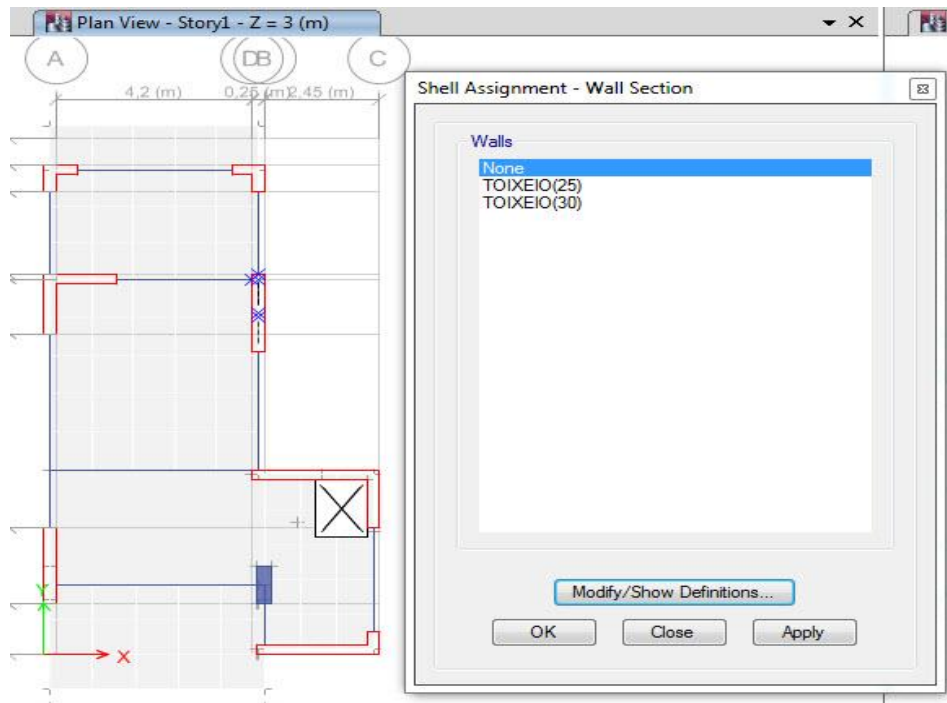 Plan View - Story1 - Z = 3 (m)
A
D
B
C
4,2 (m)
0,25 (m)
2,45 (m)
Shell Assignment - Wall Section
Walls
None
TOIXEIO(25)
TOIXEIO(30)
Modify/Show Definitions...
OK
Close
Apply
Y
X